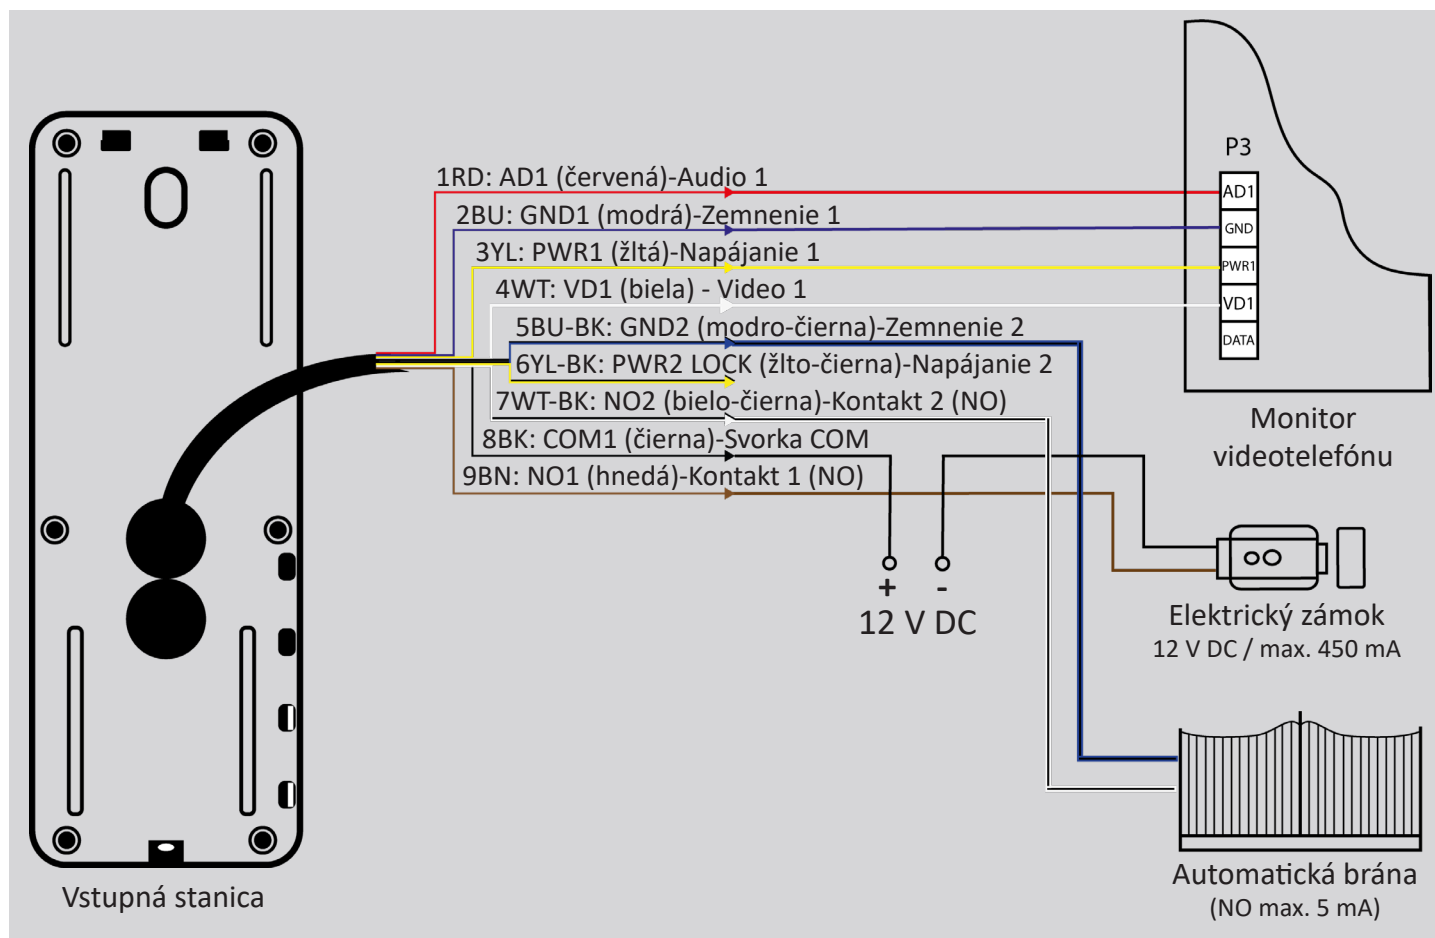 1RD: AD1 (červená)-Audio 1
2BU: GND1 (modrá)-Zemnenie 1
3YL: PWR1 (žltá)-Napájanie 1
4WT: VD1 (biela) - Video 1
5BU-BK: GND2 (modro-čierna)-Zemnenie 2
6YL-BK: PWR2 LOCK (žlto-čierna)-Napájanie 2
7WT-BK: NO2 (bielo-čierna)-Kontakt 2 (NO)
8BK: COM1 (čierna)-Svorka COM
9BN: NO1 (hnedá)-Kontakt 1 (NO)
P3
AD1
GND
PWR1
VD1
DATA
Monitor
videotelefónu
+ -
12 V DC
Elektrický zámok
12 V DC / max. 450 mA
Automatická brána
(NO max. 5 mA)
Vstupná stanica